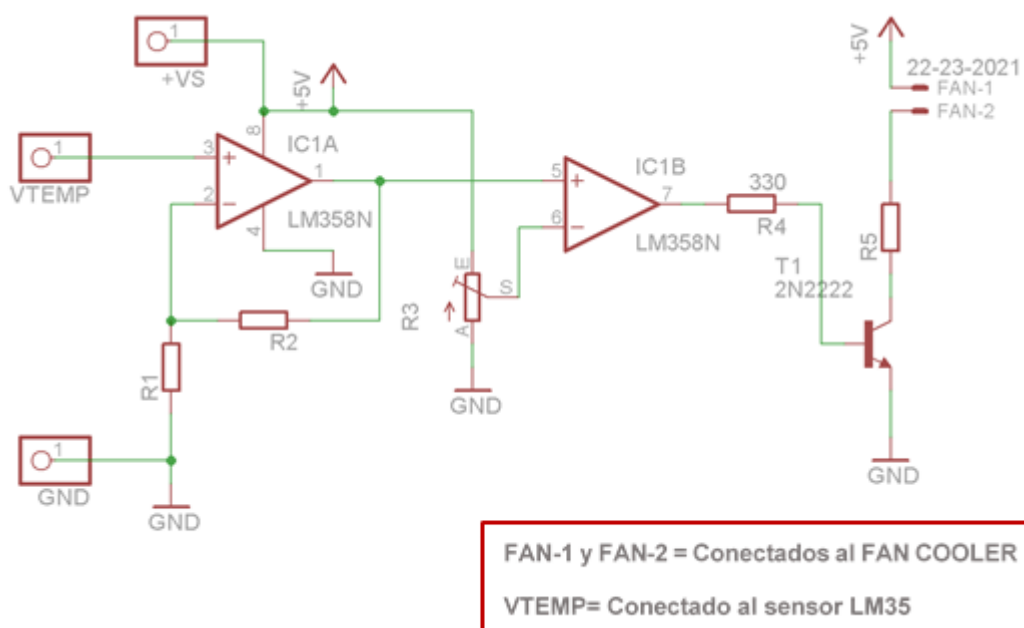 1
+VS
+5V
8
IC1A
3
+
1
VTEMP
1
2
-
LM358N
4
GND
R2
R1
1
GND
GND
E
S
A
R3
GND
5
+
IC1B
6
-
7
LM358N
330
R4
T1
2N2222
+5V
22-23-2021
FAN-1
FAN-2
R5
GND
FAN-1 y FAN-2 = Conectados al FAN COOLER
VTEMP= Conectado al sensor LM35